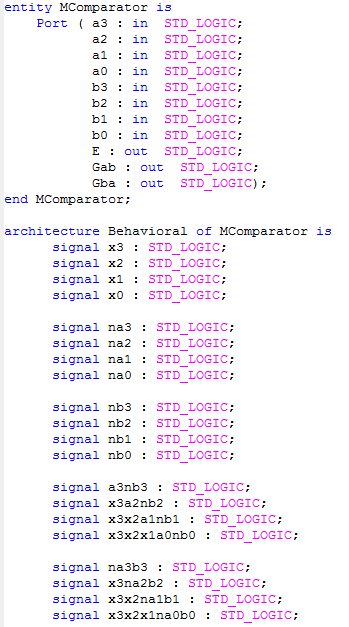 entity MComparator is
Port ( a3 : in STD_LOGIC;
a2 : in STD_LOGIC;
a1 : in STD_LOGIC;
a0 : in STD_LOGIC;
b3 : in STD_LOGIC;
b2 : in STD_LOGIC;
b1 : in STD_LOGIC;
b0 : in STD_LOGIC;
E : out STD_LOGIC;
Gab : out STD_LOGIC;
Gba : out STD_LOGIC);
end MComparator;
architecture Behavioral of MComparator is
signal x3 : STD_LOGIC;
signal x2 : STD_LOGIC;
signal x1 : STD_LOGIC;
signal x0 : STD_LOGIC;
signal na3 : STD_LOGIC;
signal na2 : STD_LOGIC;
signal na1 : STD_LOGIC;
signal na0 : STD_LOGIC;
signal nb3 : STD_LOGIC;
signal nb2 : STD_LOGIC;
signal nb1 : STD_LOGIC;
signal nb0 : STD_LOGIC;
signal a3nb3 : STD_LOGIC;
signal x3a2nb2 : STD_LOGIC;
signal x3x2a1nb1 : STD_LOGIC;
signal x3x2x1a0nb0 : STD_LOGIC;
signal na3b3 : STD_LOGIC;
signal x3na2b2 : STD_LOGIC;
signal x3x2na1b1 : STD_LOGIC;
signal x3x2x1na0b0 : STD_LOGIC;